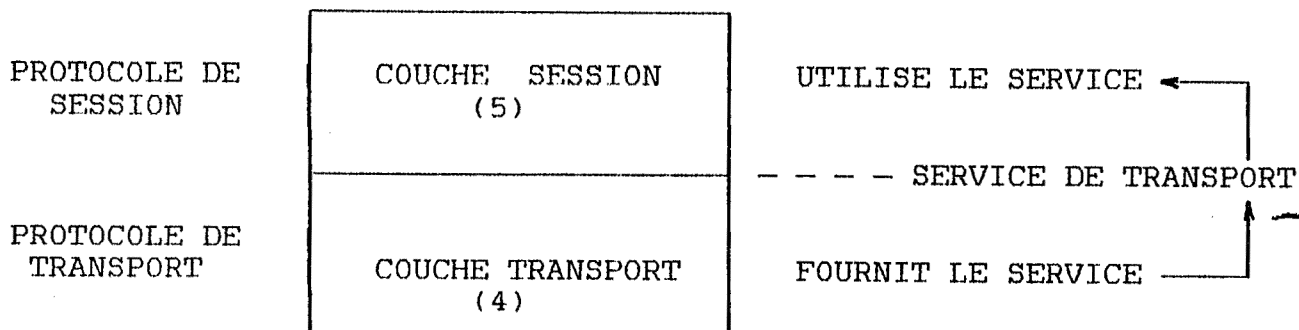 PROTOCOLE DE
SESSION
COUCHE SESSION
(5)
UTILISE LE SERVICE
- - - - SERVICE DE TRANSPORT
PROTOCOLE DE
TRANSPORT
COUCHE TRANSPORT
(4)
FOURNIT LE SERVICE